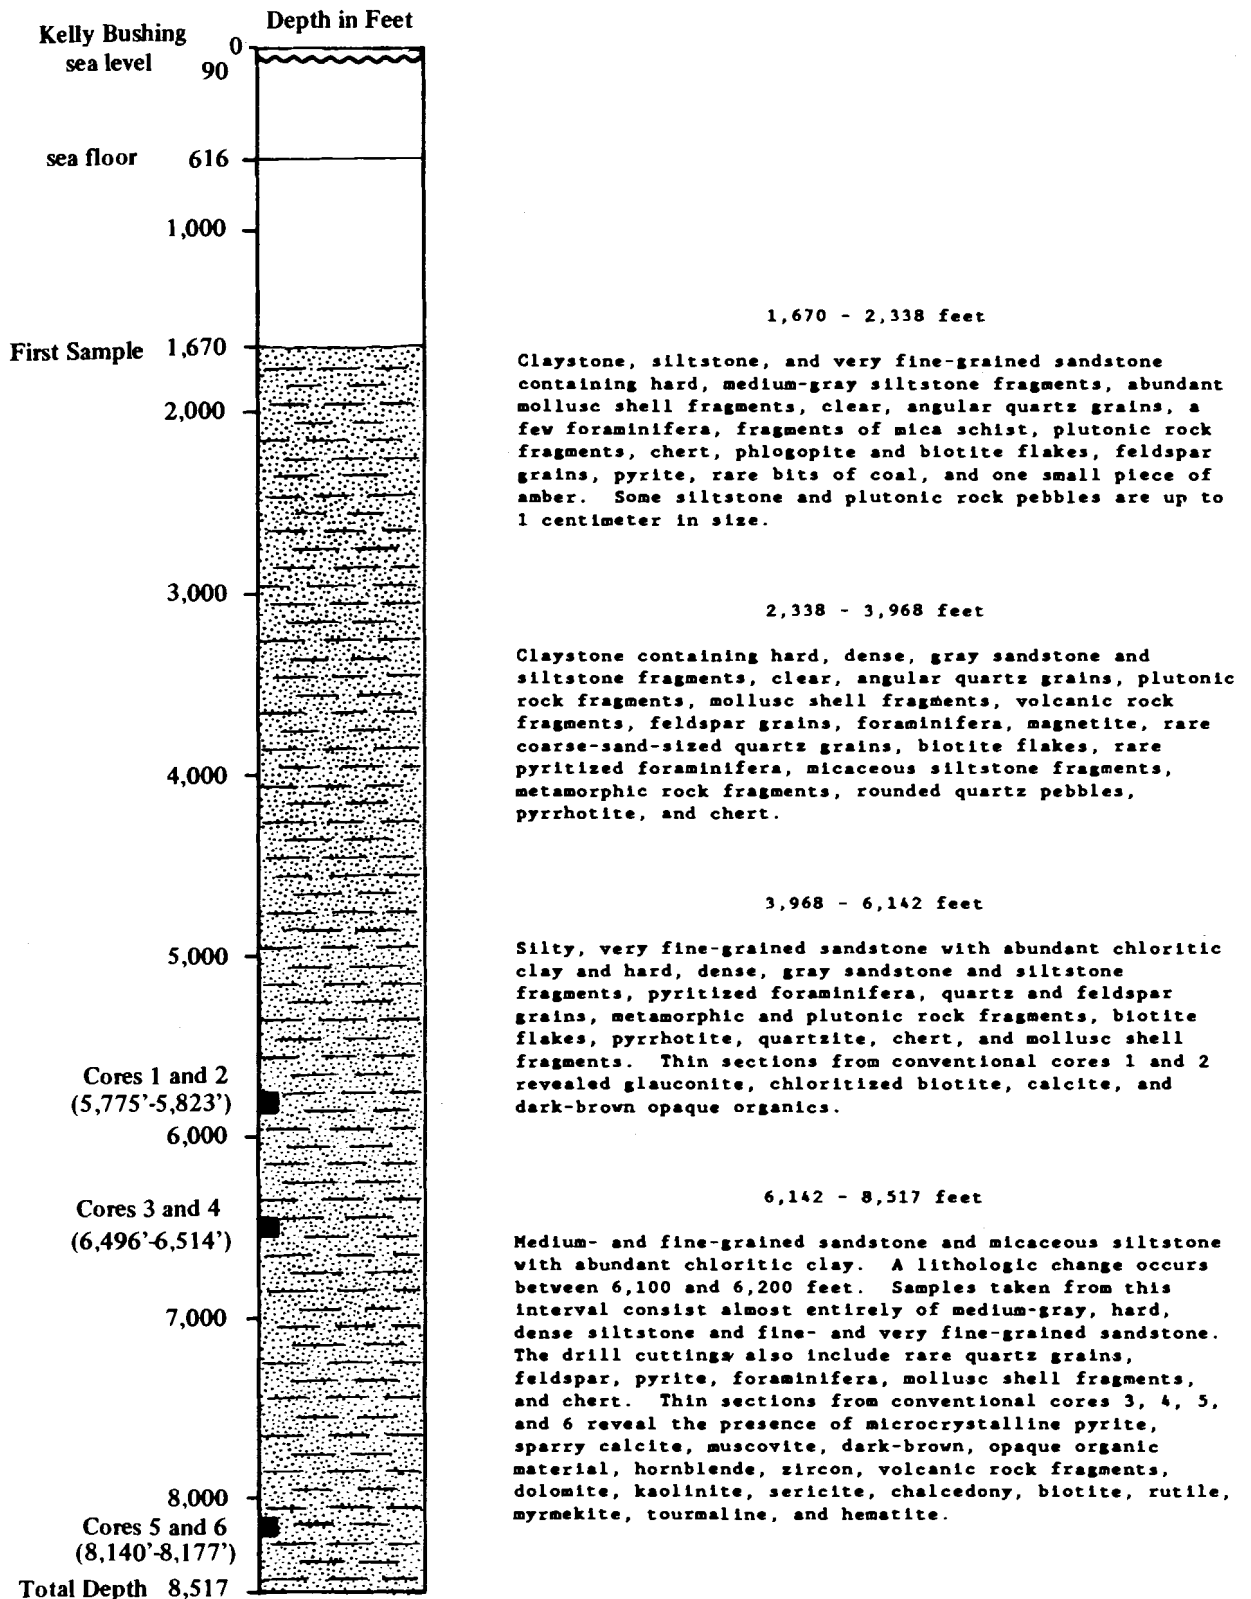 Depth in Feet
Kelly Bushing 0
sea level 90
sea floor 616
1,000
First Sample 1,670
2,000
3,000
4,000
5,000
Cores 1 and 2
(5,775'-5,823')
6,000
Cores 3 and 4
(6,496'-6,514')
7,000
8,000
Cores 5 and 6
(8,140'-8,177')
Total Depth 8,517
1,670 - 2,338 feet
Claystone, siltstone, and very fine-grained sandstone
containing hard, medium-gray siltstone fragments, abundant
mollusc shell fragments, clear, angular quartz grains, a
few foraminifera, fragments of mica schist, plutonic rock
fragments, chert, phlogopite and biotite flakes, feldspar
grains, pyrite, rare bits of coal, and one small piece of
amber. Some siltstone and plutonic rock pebbles are up to
1 centimeter in size.
2,338 - 3,968 feet
Claystone containing hard, dense, gray sandstone and
siltstone fragments, clear, angular quartz grains, plutonic
rock fragments, mollusc shell fragments, volcanic rock
fragments, feldspar grains, foraminifera, magnetite, rare
coarse-sand-sized quartz grains, biotite flakes, rare
pyritized foraminifera, micaceous siltstone fragments,
metamorphic rock fragments, rounded quartz pebbles,
pyrrhotite, and chert.
3,968 - 6,142 feet
Silty, very fine-grained sandstone with abundant chloritic
clay and hard, dense, gray sandstone and siltstone
fragments, pyritized foraminifera, quartz and feldspar
grains, metamorphic and plutonic rock fragments, biotite
flakes, pyrrhotite, quartzite, chert, and mollusc shell
fragments. Thin sections from conventional cores 1 and 2
revealed glauconite, chloritized biotite, calcite, and
dark-brown opaque organics.
6,142 - 8,517 feet
Medium- and fine-grained sandstone and micaceous siltstone
with abundant chloritic clay. A lithologic change occurs
between 6,100 and 6,200 feet. Samples taken from this
interval consist almost entirely of medium-gray, hard,
dense siltstone and fine- and very fine-grained sandstone.
The drill cuttings also include rare quartz grains,
feldspar, pyrite, foraminifera, mollusc shell fragments,
and chert. Thin sections from conventional cores 3, 4, 5,
and 6 reveal the presence of microcrystalline pyrite,
sparry calcite, muscovite, dark-brown, opaque organic
material, hornblende, zircon, volcanic rock fragments,
dolomite, kaolinite, sericite, chalcedony, biotite, rutile,
myrmekite, tourmaline, and hematite.